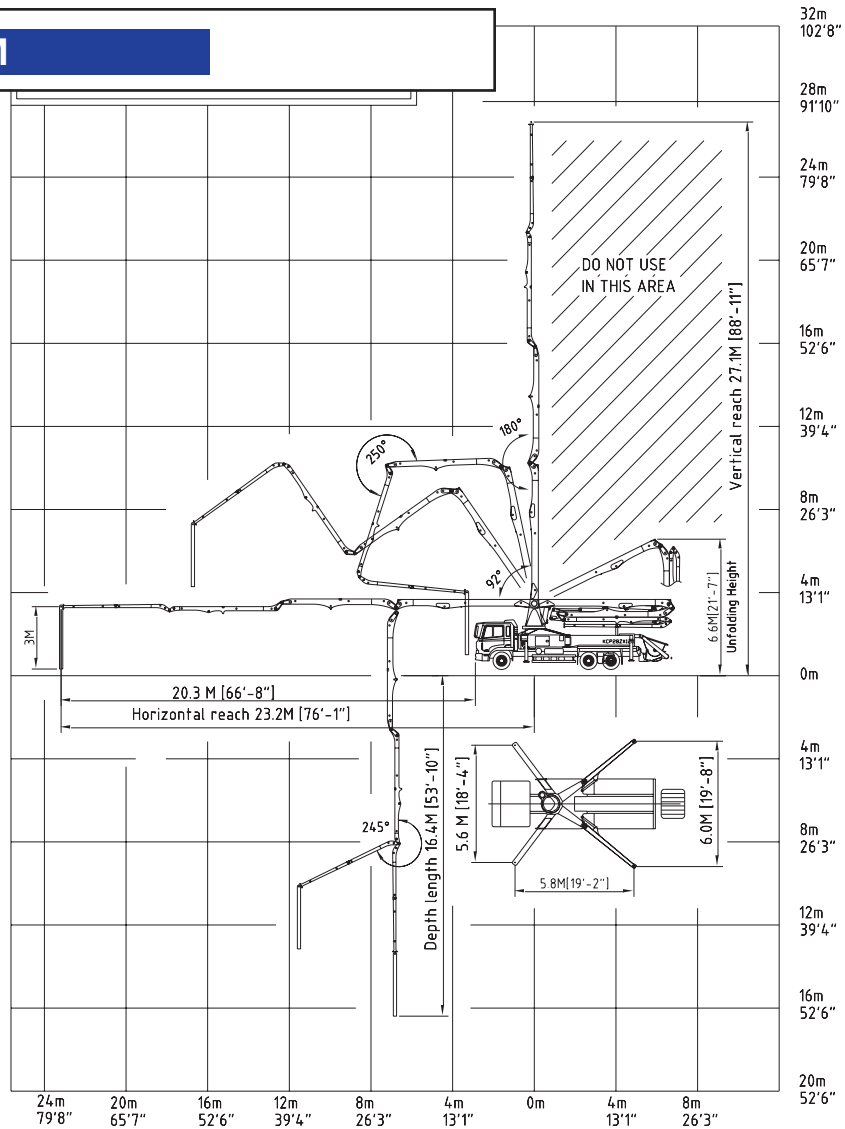 32m
102'8"
28m
91'10"
24m
79'8"
20m
65'7"
16m
52'6"
12m
39'4"
8m
26'3"
4m
13'1"
0m
4m
13'1"
8m
26'3"
12m
39'4"
16m
52'6"
20m
52'6"
DO NOT USE
IN THIS AREA
Vertical reach 27.1M [88'-11"]
180°
250°
92°
6.6M[21'-7"]
Unfolding Height
3M
20.3 M [66'-8"]
Horizontal reach 23.2M [76'-1"]
Depth length 16.4M [53'-10"]
245°
5.6 M [18'-4"]
6.0M [19'-8"]
5.8M[19'-2"]
24m
79'8"
20m
65'7"
16m
52'6"
12m
39'4"
8m
26'3"
4m
13'1"
0m
4m
13'1"
8m
26'3"